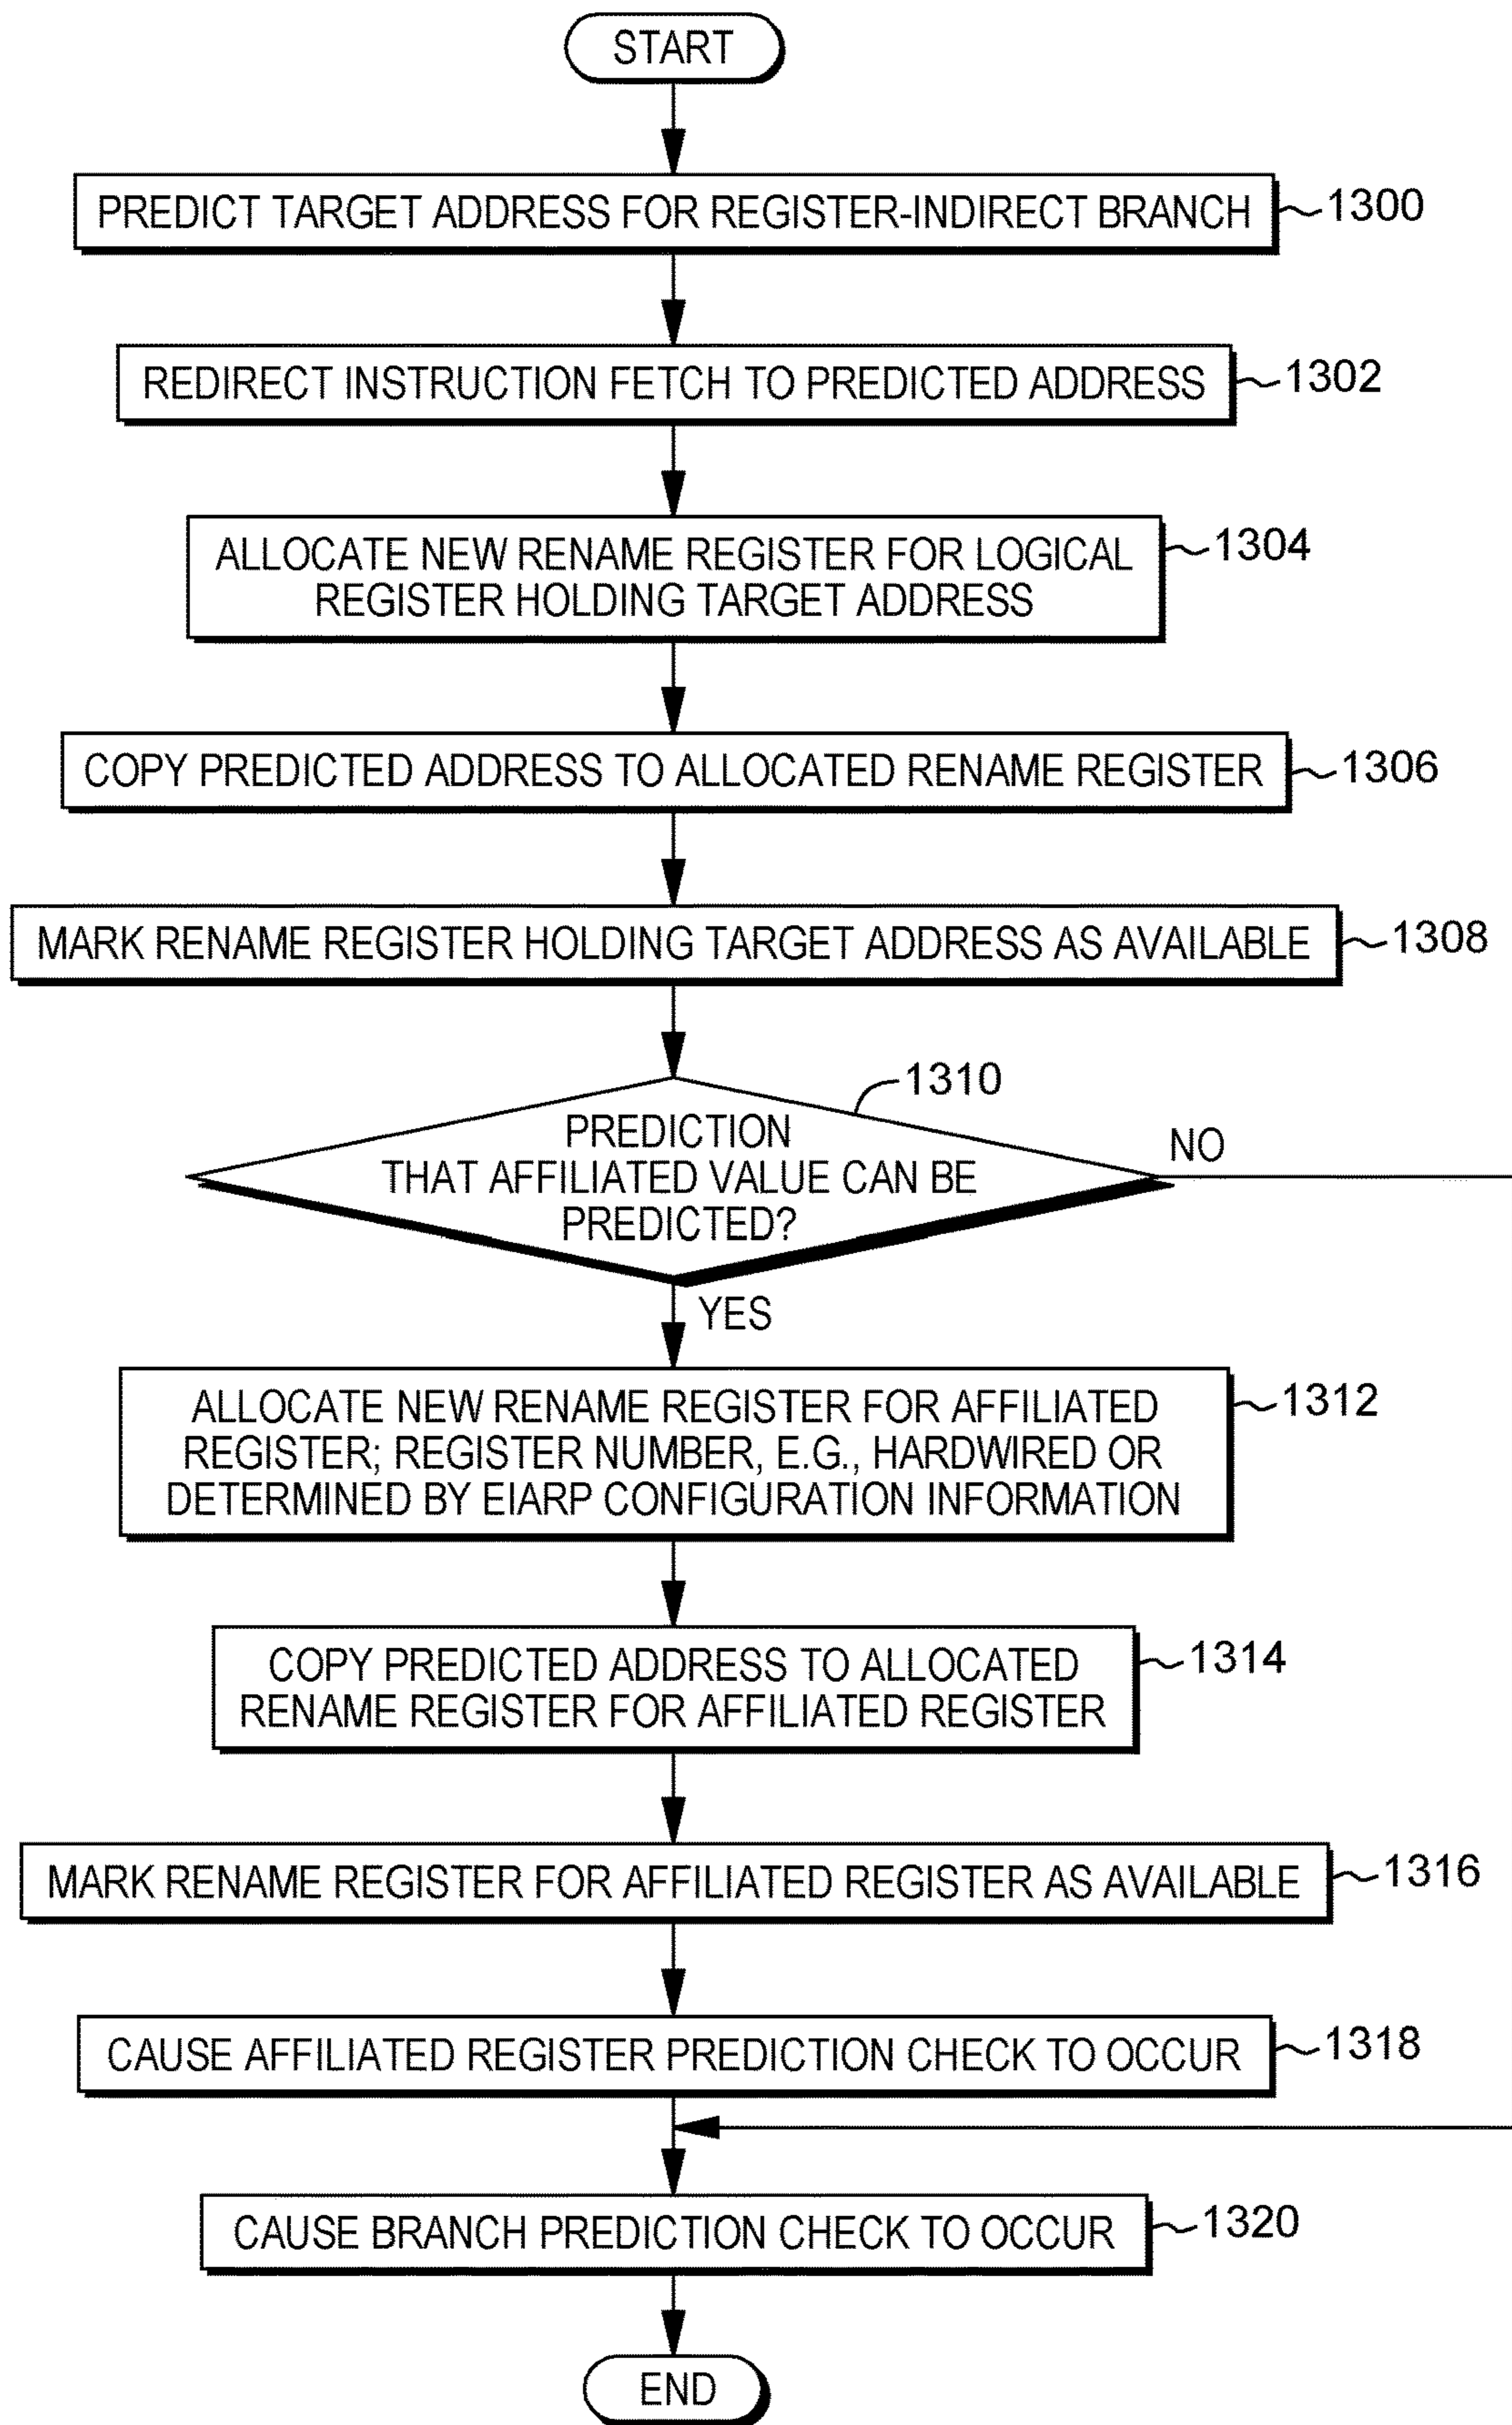 START
PREDICT TARGET ADDRESS FOR REGISTER-INDIRECT BRANCH
1300
REDIRECT INSTRUCTION FETCH TO PREDICTED ADDRESS
1302
ALLOCATE NEW RENAME REGISTER FOR LOGICAL
REGISTER HOLDING TARGET ADDRESS
1304
COPY PREDICTED ADDRESS TO ALLOCATED RENAME REGISTER
1306
MARK RENAME REGISTER HOLDING TARGET ADDRESS AS AVAILABLE
1308
1310
PREDICTION
THAT AFFILIATED VALUE CAN BE
PREDICTED?
NO
YES
ALLOCATE NEW RENAME REGISTER FOR AFFILIATED
REGISTER; REGISTER NUMBER, E.G., HARDWIRED OR
DETERMINED BY EIARP CONFIGURATION INFORMATION
1312
COPY PREDICTED ADDRESS TO ALLOCATED
RENAME REGISTER FOR AFFILIATED REGISTER
1314
MARK RENAME REGISTER FOR AFFILIATED REGISTER AS AVAILABLE
1316
CAUSE AFFILIATED REGISTER PREDICTION CHECK TO OCCUR
1318
CAUSE BRANCH PREDICTION CHECK TO OCCUR
1320
END